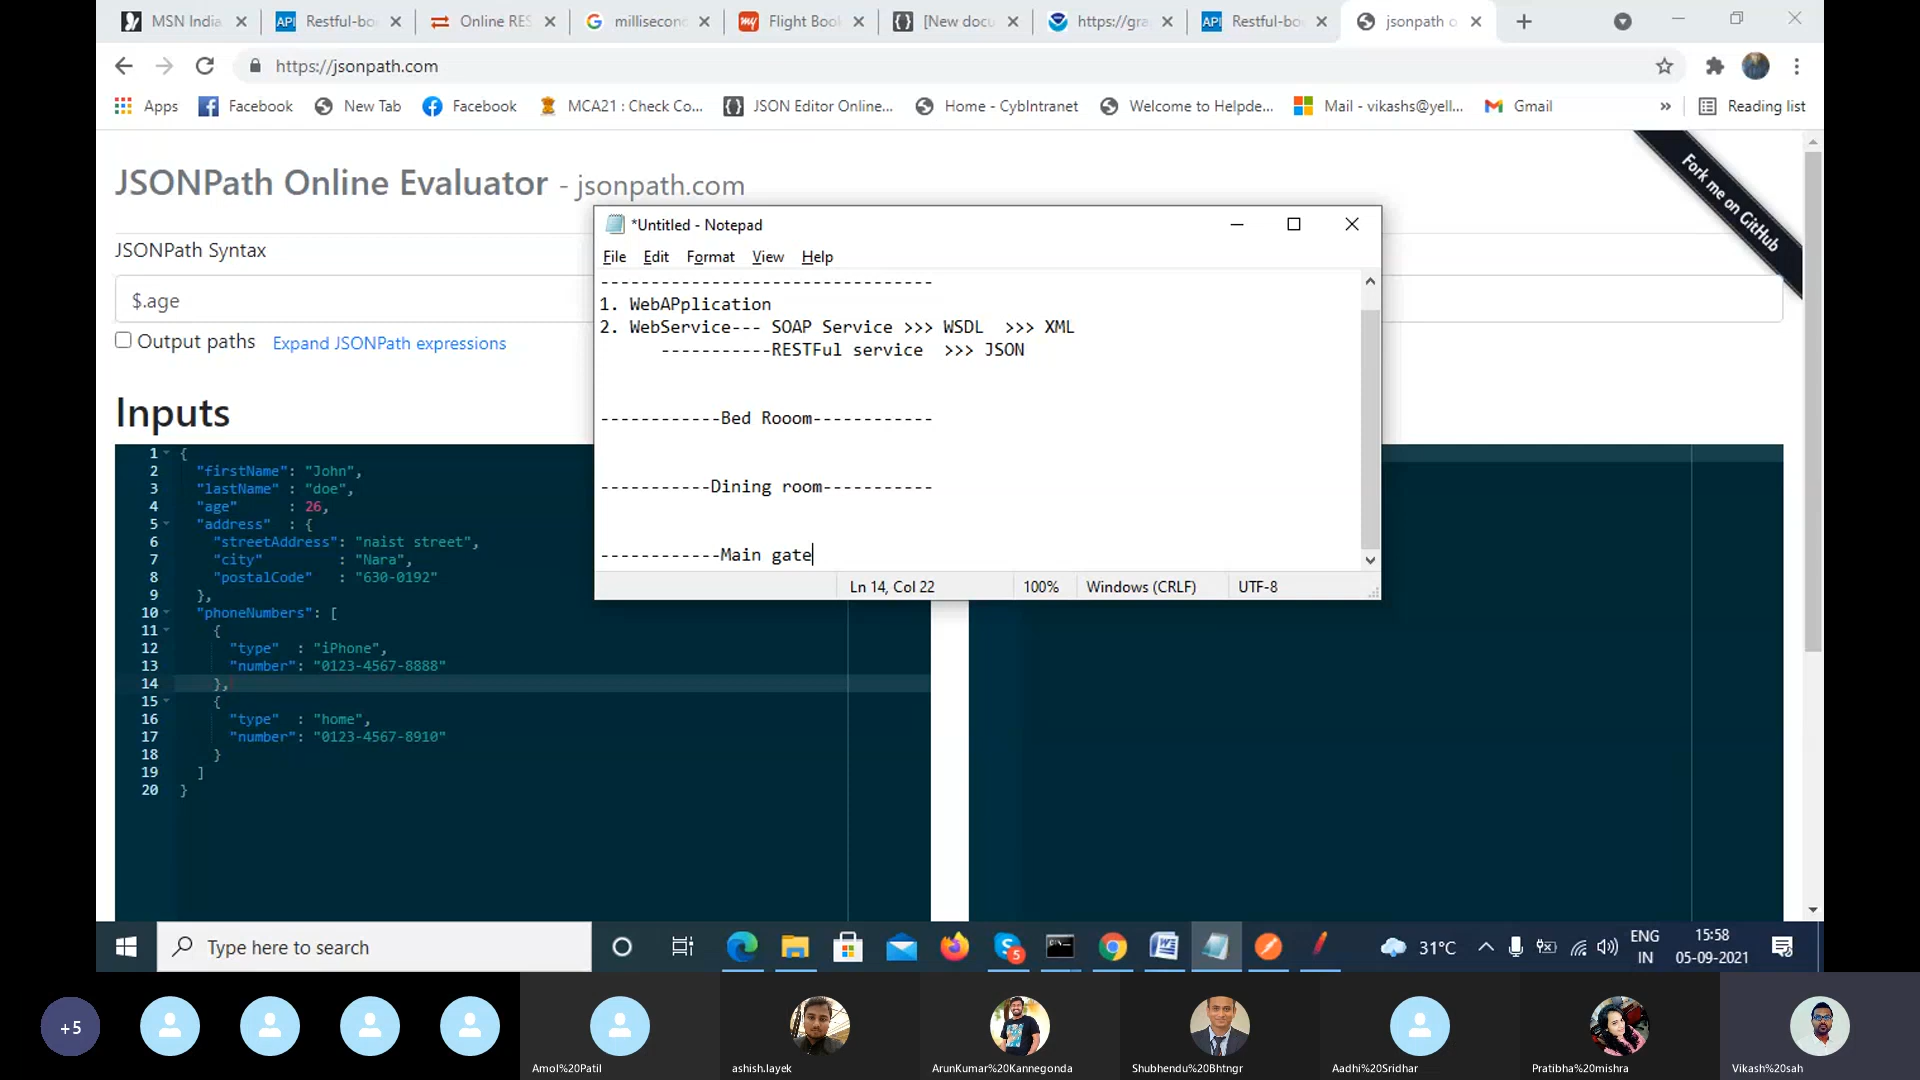 MSN India
Restful-bo
Online RES
millisecon
Flight Boo
[New docu
https://gra
Restful-bo
jsonpath o
https://jsonpath.com
Apps
Facebook
New Tab
Facebook
MCA21 : Check Co...
JSON Editor Online...
Home - CybIntranet
Welcome to Helpde...
Mail - vikashs@yell...
Gmail
»
Reading list
JSONPath Online Evaluator - jsonpath.com
Fork me on GitHub
JSONPath Syntax
$.age
Output paths Expand JSONPath expressions
Inputs
1 {
2 "firstName": "John",
3 "lastName" : "doe",
4 "age"      : 26,
5 "address"  : {
6 "streetAddress": "naist street",
7 "city"         : "Nara",
8 "postalCode"   : "630-0192"
9 },
10 "phoneNumbers": [
11 {
12 "type"  : "iPhone",
13 "number": "0123-4567-8888"
14 },
15 {
16 "type"  : "home",
17 "number": "0123-4567-8910"
18 }
19 ]
20 }
*Untitled - Notepad
File Edit Format View Help
---------------------------------
1. WebAPplication
2. WebService--- SOAP Service >>> WSDL  >>> XML
-----------RESTFul service  >>> JSON
------------Bed Rooom------------
-----------Dining room-----------
------------Main gate
Ln 14, Col 22
100%
Windows (CRLF)
UTF-8
Type here to search
5
31°C
ENG
IN
15:58
05-09-2021
+5
Amol%20Patil
ashish.layek
ArunKumar%20Kannegonda
Shubhendu%20Bhtngr
Aadhi%20Sridhar
Pratibha%20mishra
Vikash%20sah